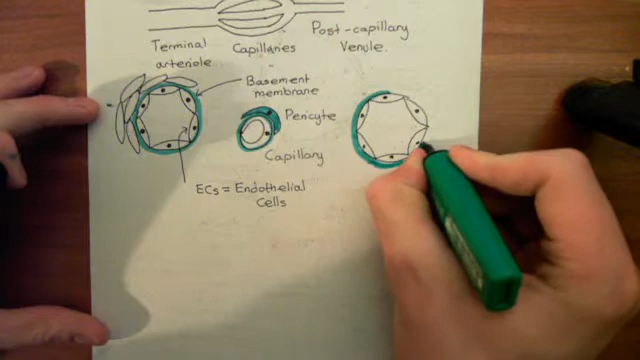 Terminal
arteriole
Capillaries
Post-capillary
Venule.
Basement
membrane
Pericyte
Capillary
ECs = Endothelial
Cells